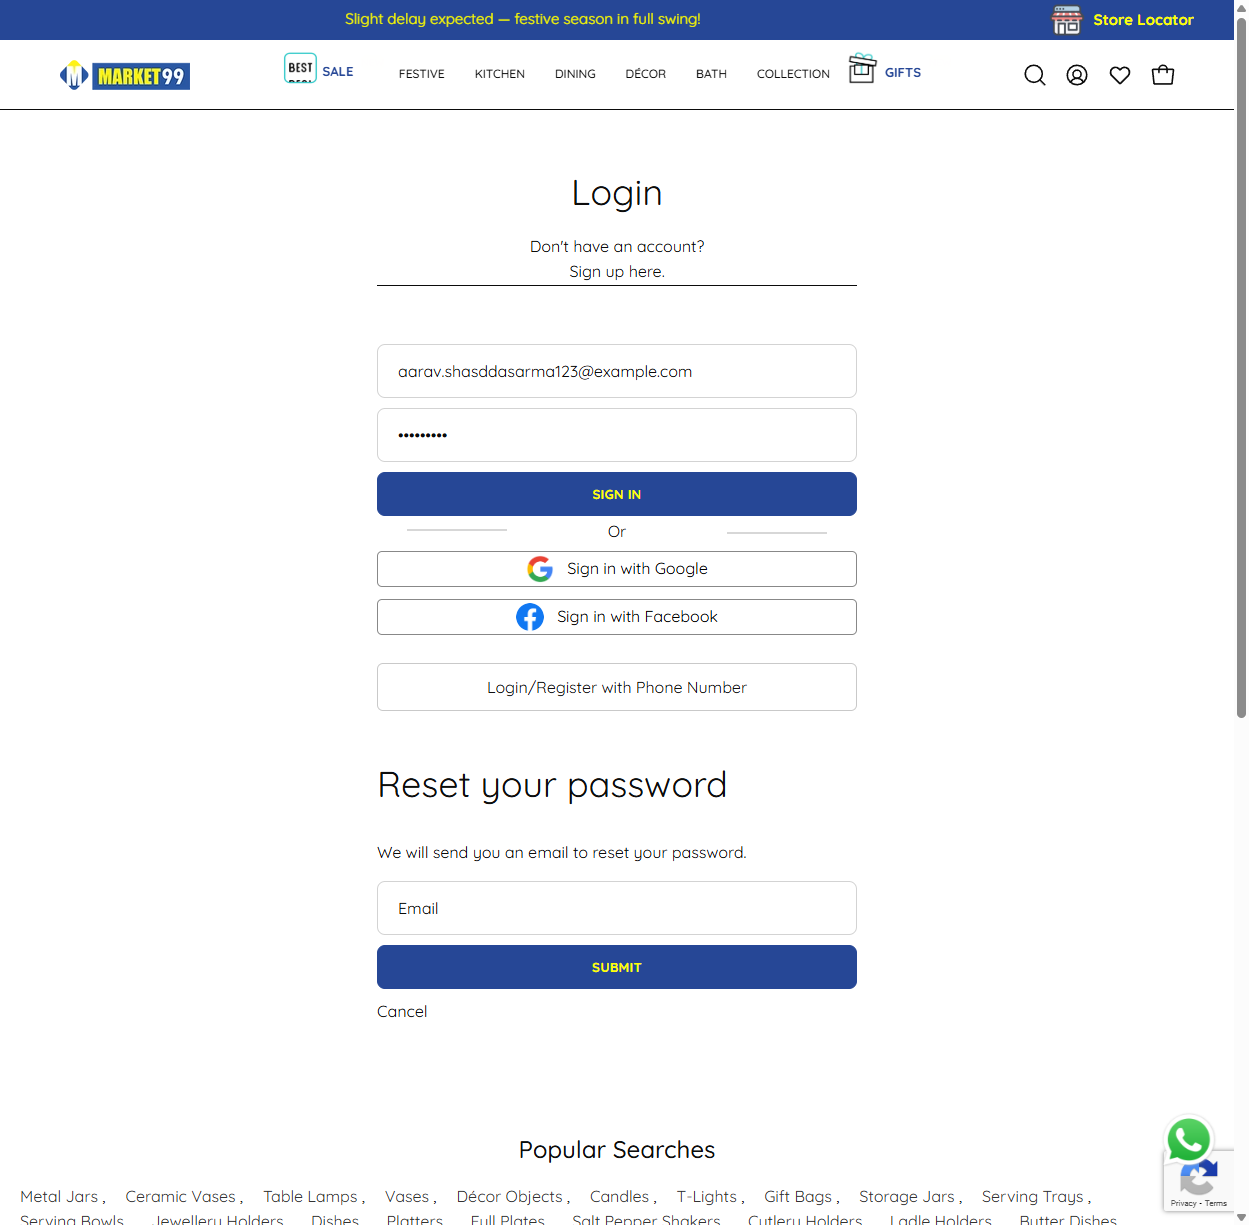 Slight delay expected — festive season in full swing!
Store Locator
MARKET99
BEST
SALE
FESTIVE
KITCHEN
DINING
DÉCOR
BATH
COLLECTION
GIFTS
Login
Don't have an account?
Sign up here.
aarav.shasddasarma123@example.com
•••••••••
SIGN IN
Or
Sign in with Google
Sign in with Facebook
Login/Register with Phone Number
Reset your password
We will send you an email to reset your password.
Email
SUBMIT
Cancel
Popular Searches
Metal Jars , Ceramic Vases , Table Lamps , Vases , Décor Objects , Candles , T-Lights , Gift Bags , Storage Jars , Serving Trays ,
Serving Bowls Jewellery Holders Dishes Platters Full Plates Salt Pepper Shakers Cutlery Holders Ladle Holders Butter Dishes
Privacy - Terms